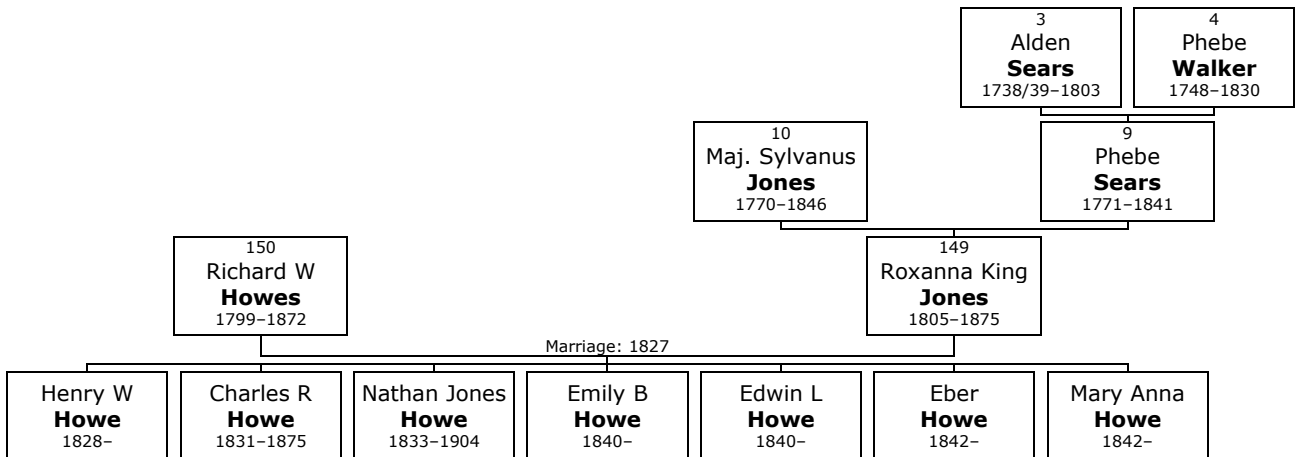 3
Alden
Sears
1738/39–1803
4
Phebe
Walker
1748–1830
10
Maj. Sylvanus
Jones
1770–1846
9
Phebe
Sears
1771–1841
150
Richard W
Howes
1799–1872
149
Roxanna King
Jones
1805–1875
Marriage: 1827
Henry W
Howe
1828–
Charles R
Howe
1831–1875
Nathan Jones
Howe
1833–1904
Emily B
Howe
1840–
Edwin L
Howe
1840–
Eber
Howe
1842–
Mary Anna
Howe
1842–